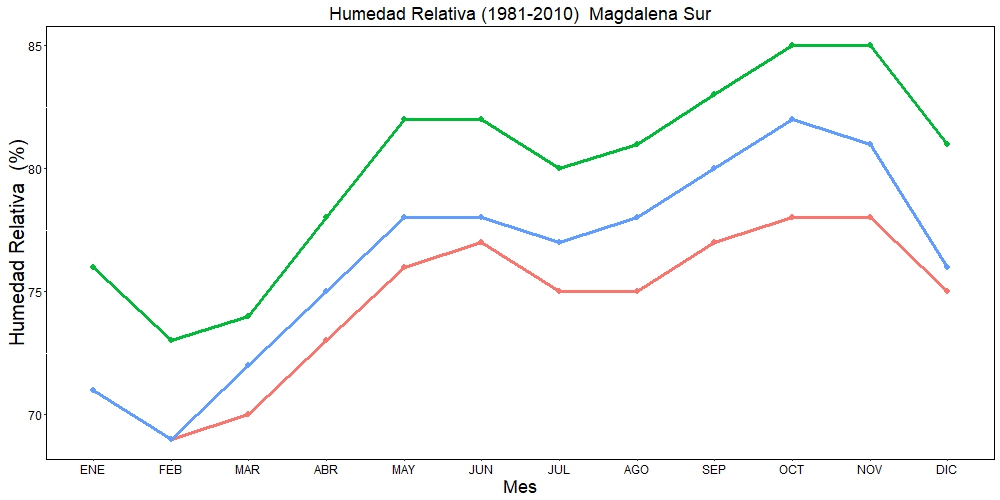 Humedad Relativa (1981-2010)  Magdalena Sur
Humedad Relativa  (%)
85
80
75
70
ENE FEB MAR ABR MAY JUN JUL AGO SEP OCT NOV DIC
Mes